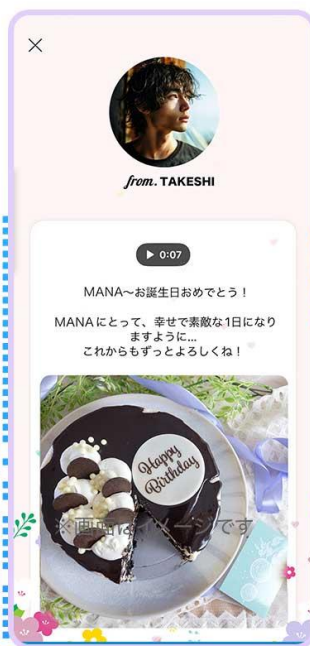 from. TAKESHI
0:07
MANA～お誕生日おめでとう！
MANAにとって、幸せで素敵な1日になり
ますように...
これからもずっとよろしくね！
Happy
Birthday
※画像はイメージです